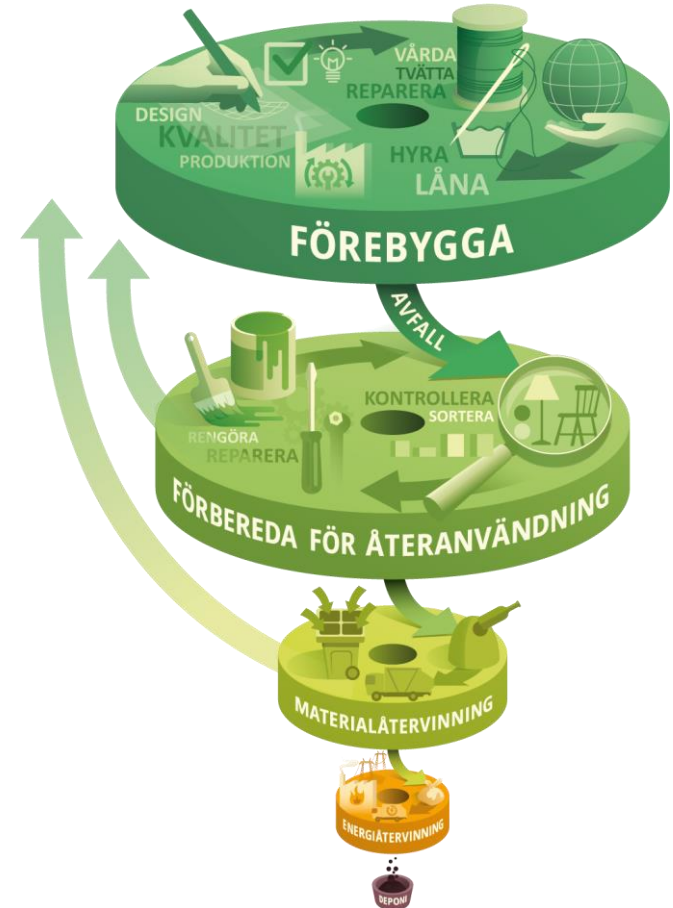 VÅRDA
TVÄTTA
REPARERA
DESIGN
KVALITET
PRODUKTION
HYRA
LÅNA
FÖREBYGGA
AVFALL
KONTROLLERA
SORTERA
RENGÖRA
REPARERA
FÖRBEREDA FÖR ÅTERANVÄNDNING
MATERIALÅTERVINNING
ENERGIÅTERVINNING
DEPONI